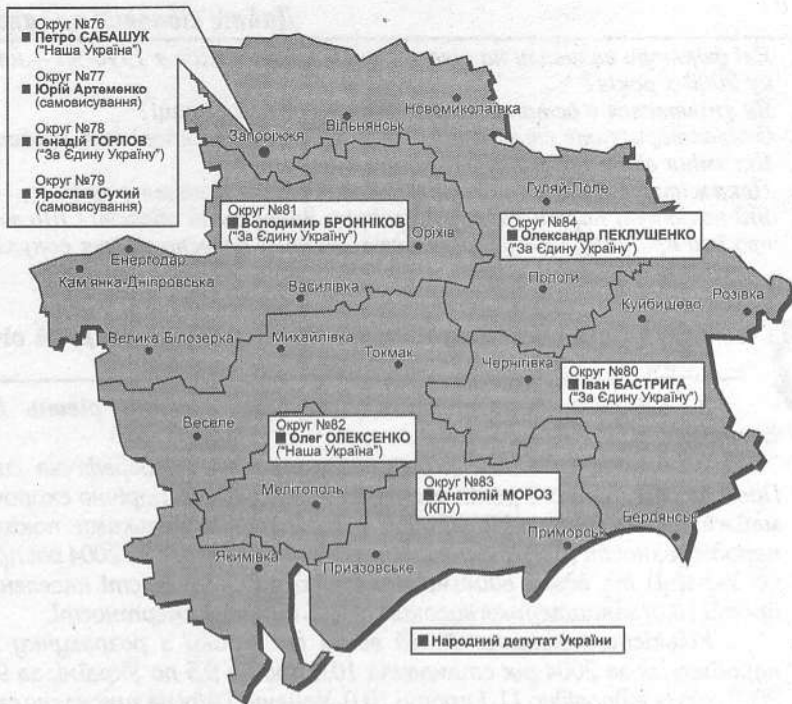 Округ №76
Петро САБАШУК
("Наша Україна")
Округ №77
Юрій Артеменко
(самовисування)
Округ №78
Генадій ГОРЛОВ
("За Єдину Україну")
Округ №79
Ярослав Сухий
(самовисування)
Запоріжжя
Вільнянськ
Новомиколаївка
Гуляй-Поле
Округ №81
Володимир БРОННІКОВ
("За Єдину Україну")
Оріхів
Округ №84
Олександр ПЕКЛУШЕНКО
("За Єдину Україну")
Енергодар
Кам'янка-Дніпровська
Василівка
Пологи
Куйбишево
Розівка
Велика Білозерка
Михайлівка
Токмак
Чернігівка
Округ №80
Іван БАСТРИГА
("За Єдину Україну")
Веселе
Округ №82
Олег ОЛЕКСЕНКО
("Наша Україна")
Округ №83
Анатолій МОРОЗ
(КПУ)
Мелітополь
Якимівка
Приазовське
Приморськ
Бердянськ
Народний депутат України